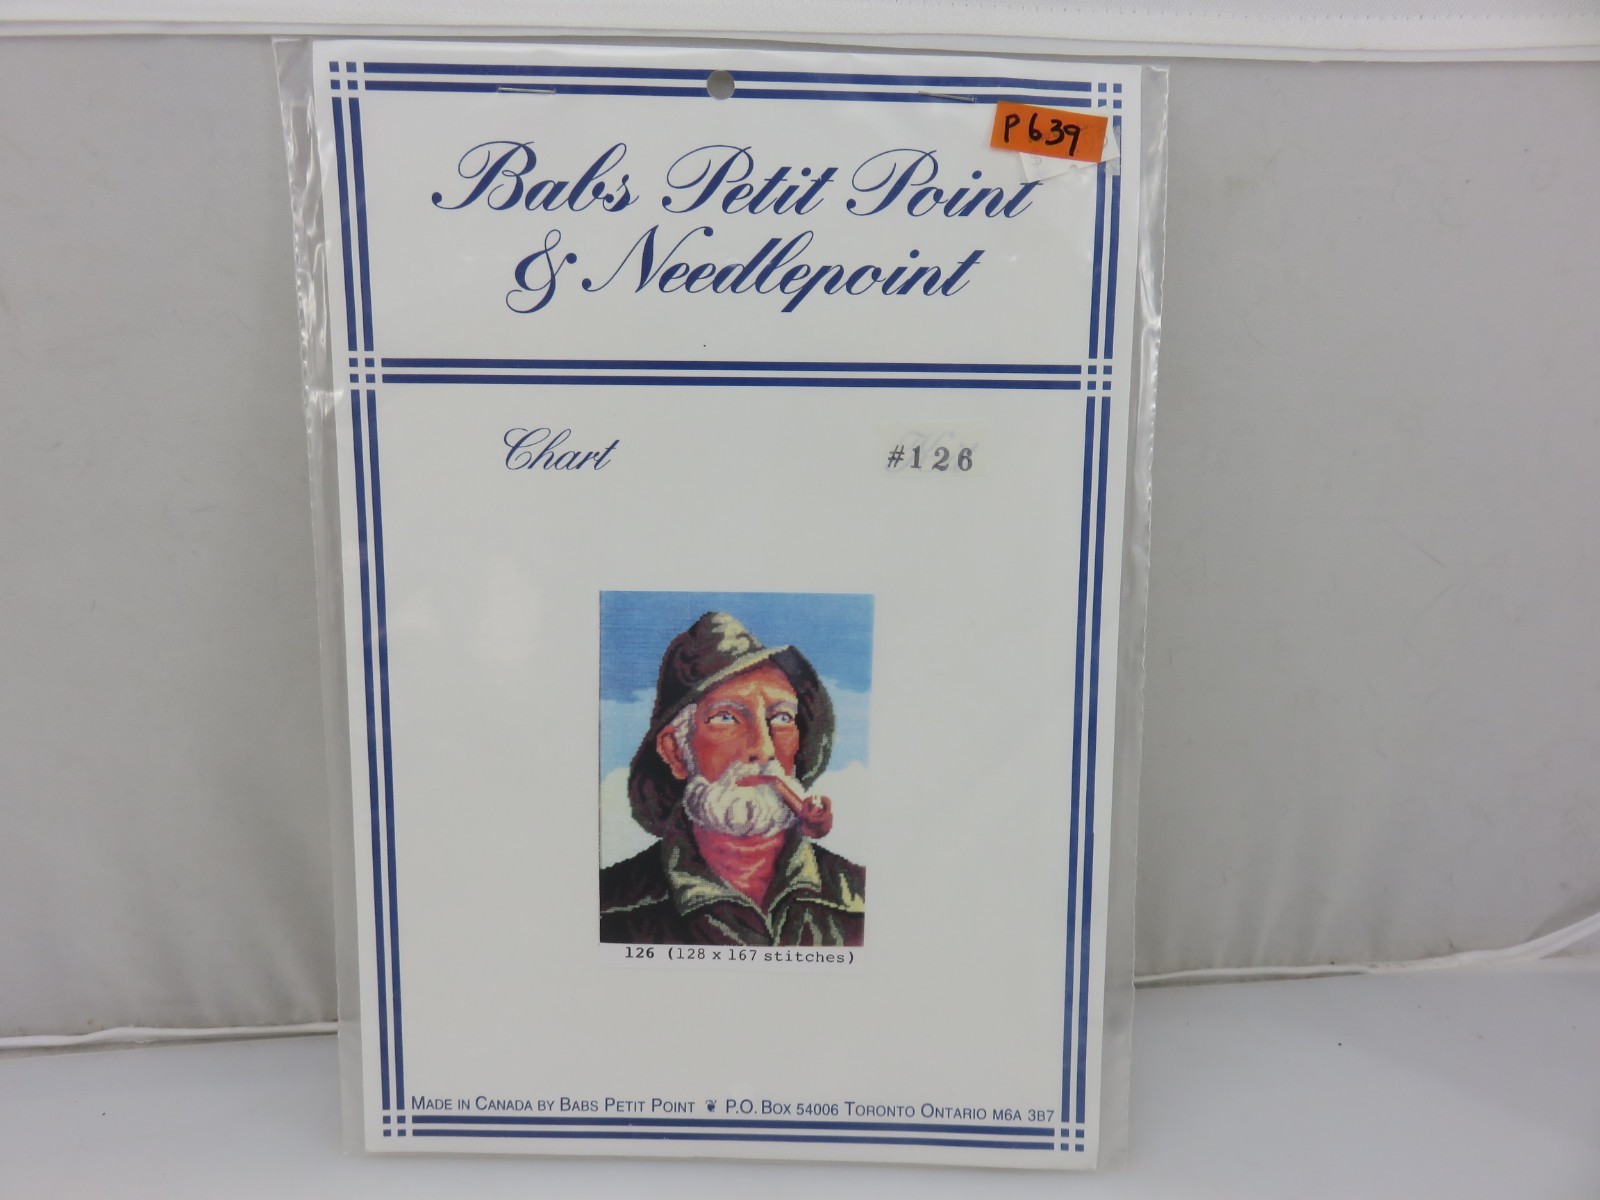 P639
Babs Petit Point
& Needlepoint
Chart
#126
126 (128 x 167 stitches)
MADE IN CANADA BY BABS PETIT POINT ❦ P.O. BOX 54006 TORONTO ONTARIO M6A 3B7